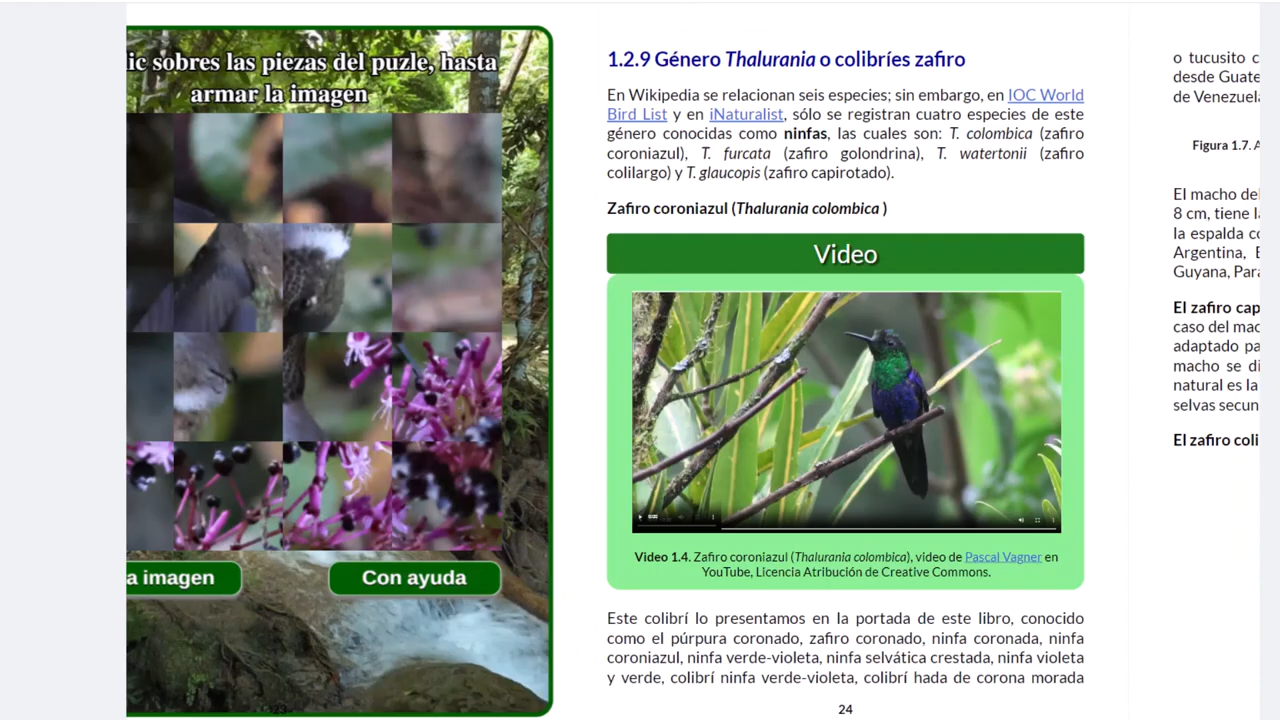 ic sobres las piezas del puzle, hasta
armar la imagen
a imagen
Con ayuda
23
1.2.9 Género Thalurania o colibríes zafiro
En Wikipedia se relacionan seis especies; sin embargo, en IOC World
Bird List y en iNaturalist, sólo se registran cuatro especies de este
género conocidas como ninfas, las cuales son: T. colombica (zafiro
coroniazul), T. furcata (zafiro golondrina), T. watertonii (zafiro
colilargo) y T. glaucopis (zafiro capirotado).
Zafiro coroniazul (Thalurania colombica )
Video
Video 1.4. Zafiro coroniazul (Thalurania colombica), video de Pascal Vagner en
YouTube, Licencia Atribución de Creative Commons.
Este colibrí lo presentamos en la portada de este libro, conocido
como el púrpura coronado, zafiro coronado, ninfa coronada, ninfa
coroniazul, ninfa verde-violeta, ninfa selvática crestada, ninfa violeta
y verde, colibrí ninfa verde-violeta, colibrí hada de corona morada
24
o tucusito c
desde Guate
de Venezuel
Figura 1.7. A
El macho del
8 cm, tiene l
la espalda co
Argentina, E
Guyana, Para
El zafiro cap
caso del mac
adaptado pa
macho se di
natural es la
selvas secun
El zafiro coli